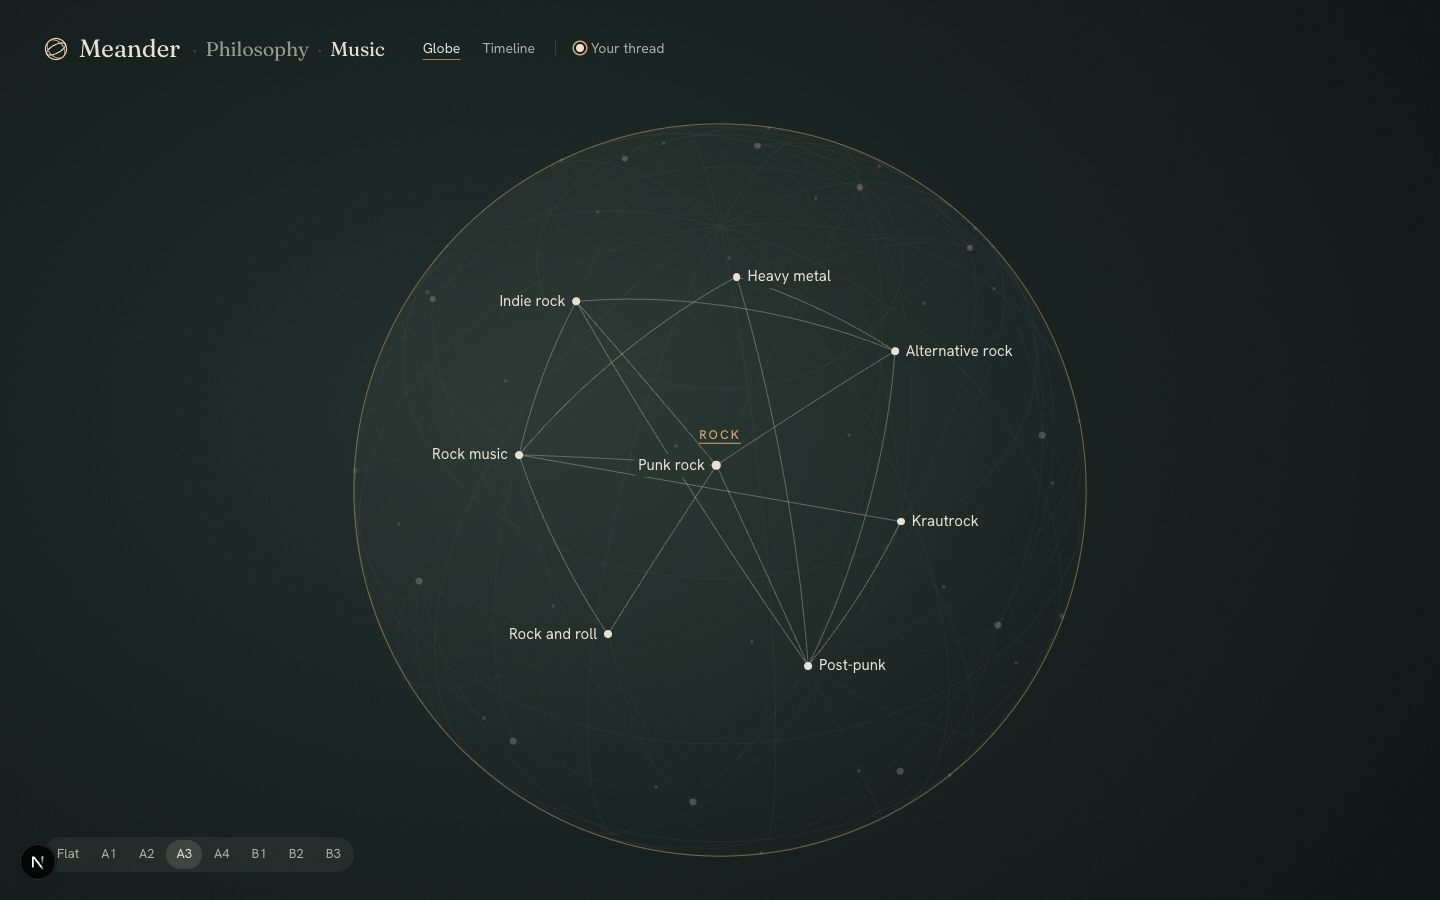 Meander · Philosophy · Music Globe Timeline Your thread
Heavy metal
Indie rock
Alternative rock
ROCK
Rock music
Punk rock
Krautrock
Rock and roll
Post-punk
N Flat A1 A2 A3 A4 B1 B2 B3